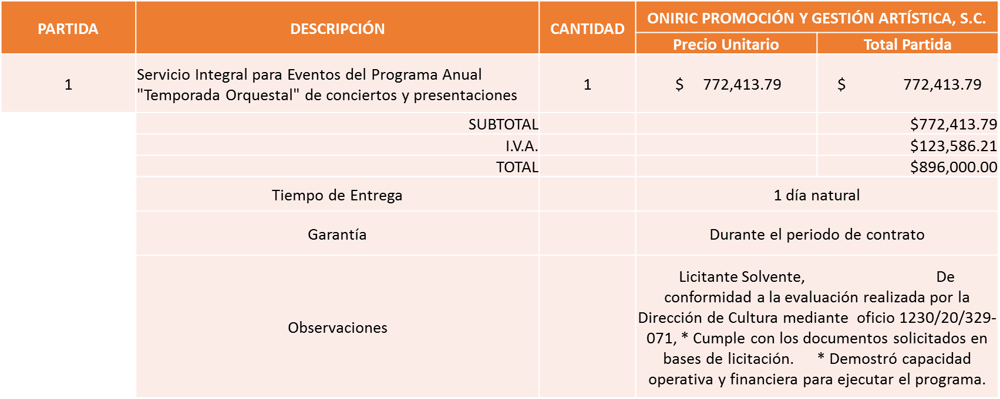 PARTIDA
DESCRIPCIÓN
CANTIDAD
ONIRIC PROMOCIÓN Y GESTIÓN ARTÍSTICA, S.C.
Precio Unitario
Total Partida
1
Servicio Integral para Eventos del Programa Anual
"Temporada Orquestal" de conciertos y presentaciones
1
$ 772,413.79
$ 772,413.79
SUBTOTAL
$772,413.79
I.V.A.
$123,586.21
TOTAL
$896,000.00
Tiempo de Entrega
1 día natural
Garantía
Durante el periodo de contrato
Observaciones
Licitante Solvente, De
conformidad a la evaluación realizada por la
Dirección de Cultura mediante oficio 1230/20/329-
071, * Cumple con los documentos solicitados en
bases de licitación. * Demostró capacidad
operativa y financiera para ejecutar el programa.